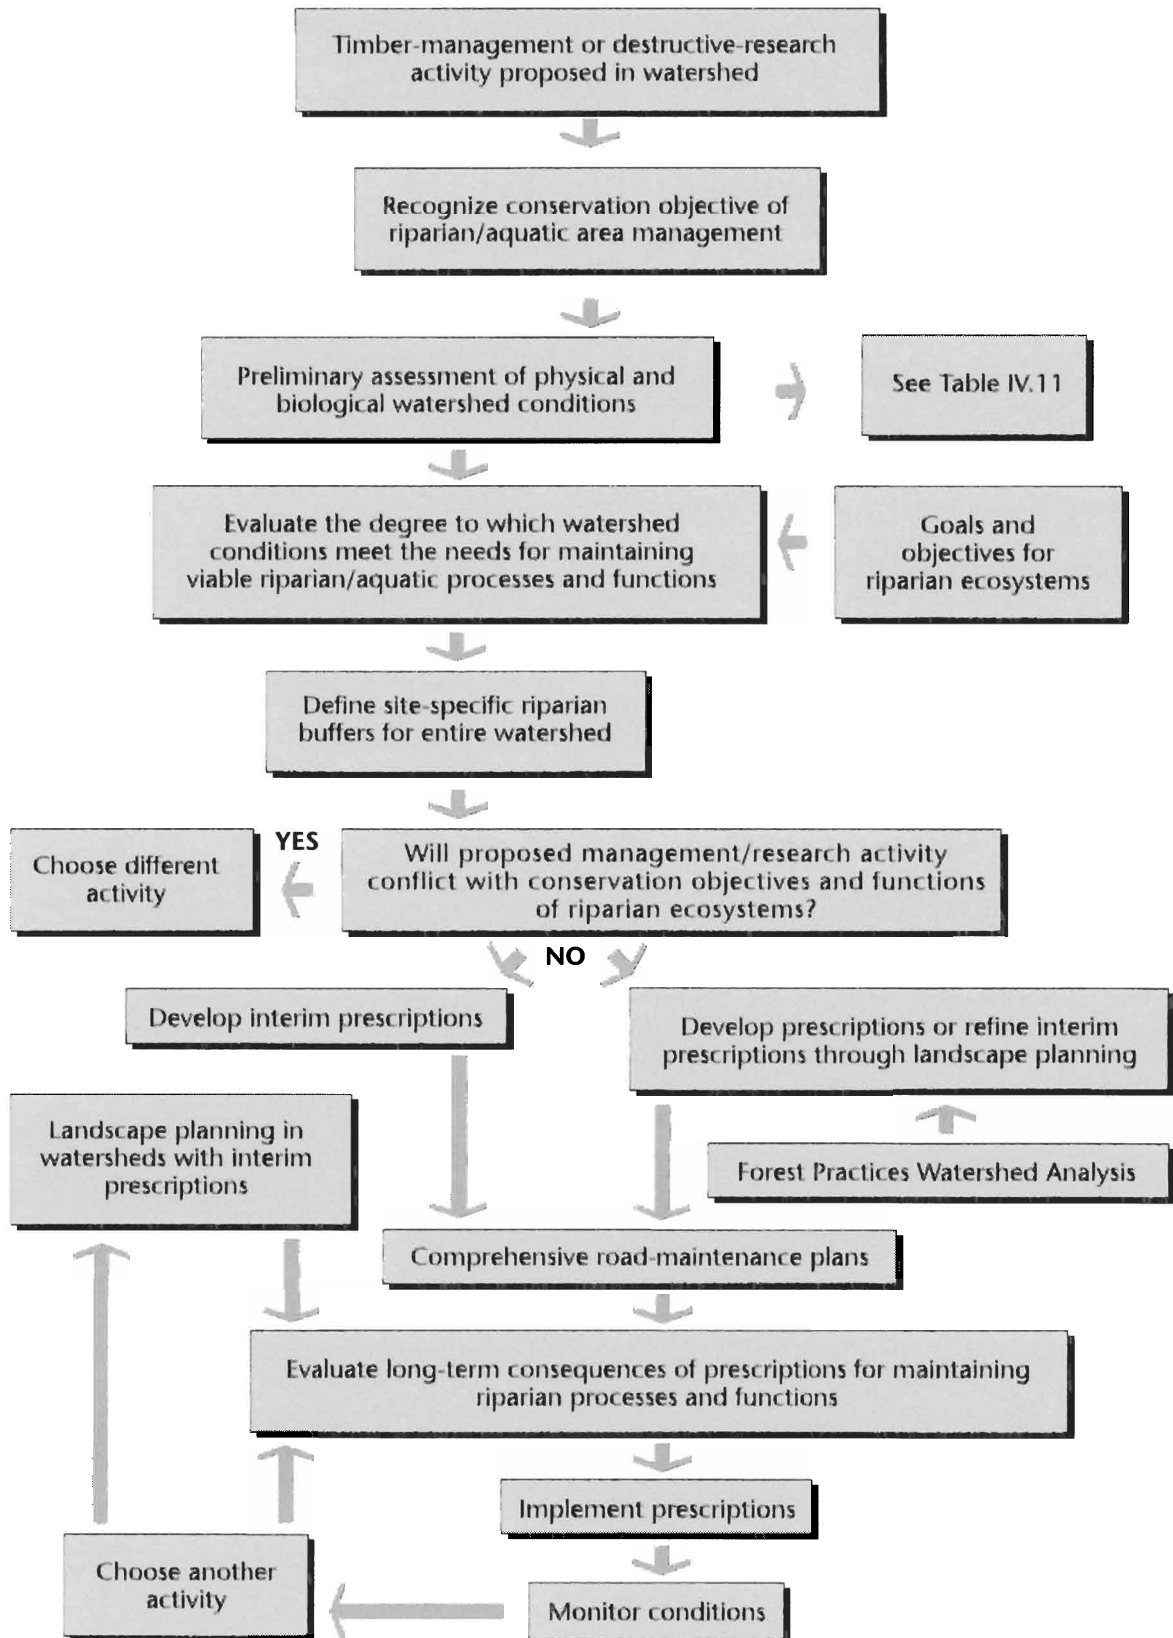 Timber-management or destructive-research
activity proposed in watershed
Recognize conservation objective of
riparian/aquatic area management
Preliminary assessment of physical and
biological watershed conditions
See Table IV.11
Evaluate the degree to which watershed
conditions meet the needs for maintaining
viable riparian/aquatic processes and functions
Goals and
objectives for
riparian ecosystems
Define site-specific riparian
buffers for entire watershed
Choose different
activity
YES
Will proposed management/research activity
conflict with conservation objectives and functions
of riparian ecosystems?
NO
Develop interim prescriptions
Develop prescriptions or refine interim
prescriptions through landscape planning
Landscape planning in
watersheds with interim
prescriptions
Forest Practices Watershed Analysis
Comprehensive road-maintenance plans
Evaluate long-term consequences of prescriptions for maintaining
riparian processes and functions
Implement prescriptions
Choose another
activity
Monitor conditions